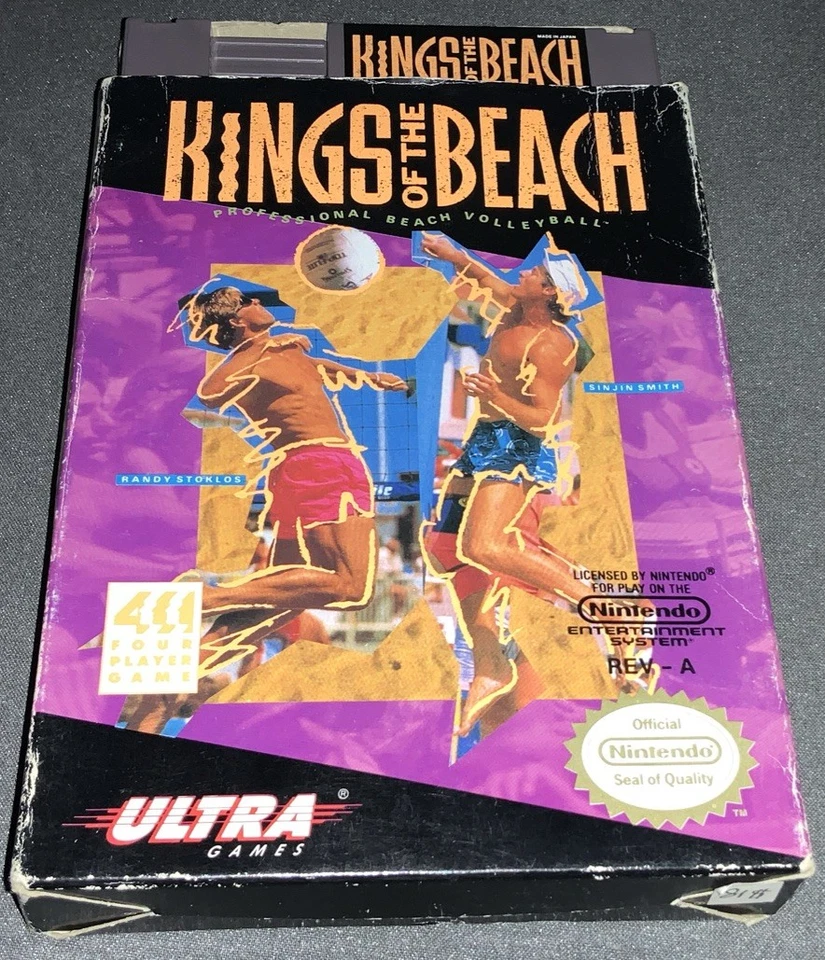 MADE IN JAPAN
KINGS OF THE BEACH
KINGS OF THE BEACH
PROFESSIONAL BEACH VOLLEYBALL™
SINJIN SMITH
RANDY STOKLOS
LICENSED BY NINTENDO®
FOR PLAY ON THE
Nintendo
ENTERTAINMENT
SYSTEM
REV - A
4
FOUR
PLAYER
GAME
Official
Nintendo®
Seal of Quality
TM
ULTRA®
GAMES